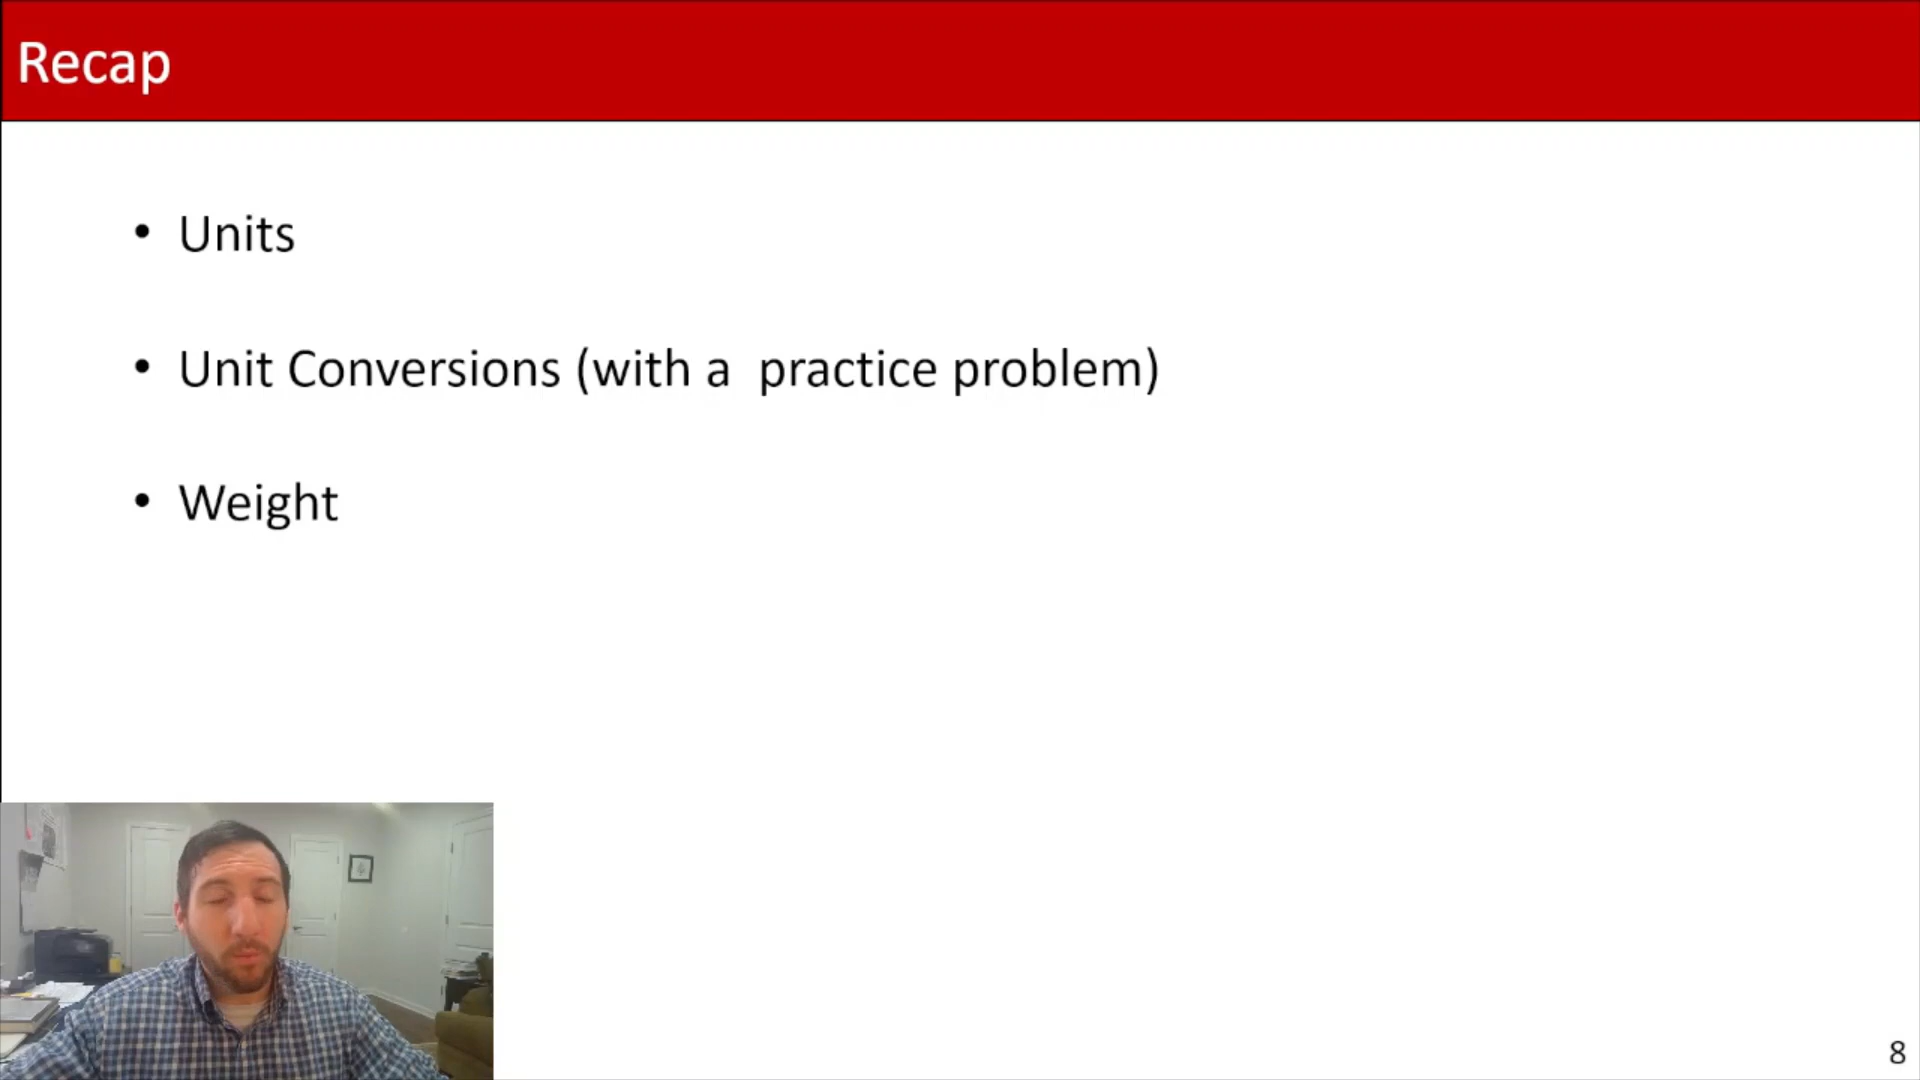 Recap
• Units
• Unit Conversions (with a  practice problem)
• Weight
8